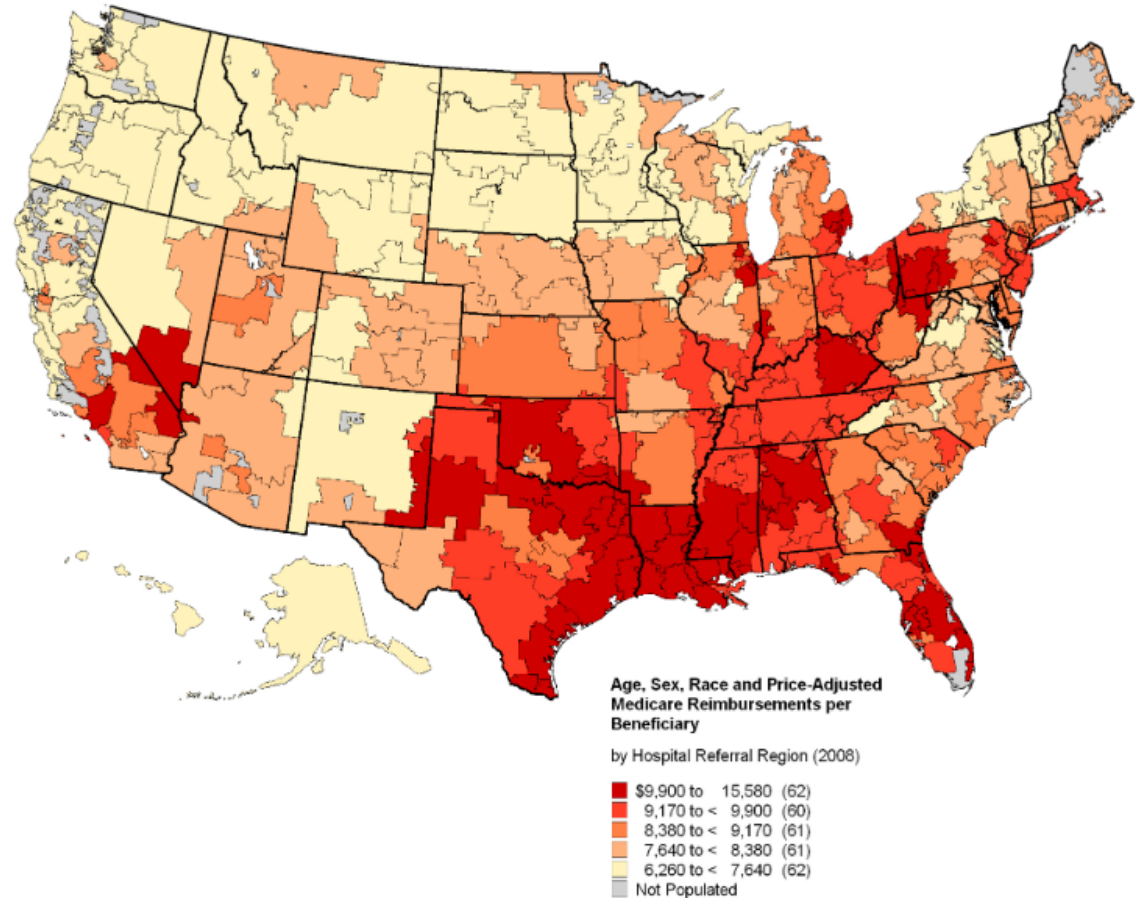 Age, Sex, Race and Price-Adjusted
Medicare Reimbursements per
Beneficiary
by Hospital Referral Region (2008)
$9,900 to 15,580 (62)
9,170 to < 9,900 (60)
8,380 to < 9,170 (61)
7,640 to < 8,380 (61)
6,260 to < 7,640 (62)
Not Populated